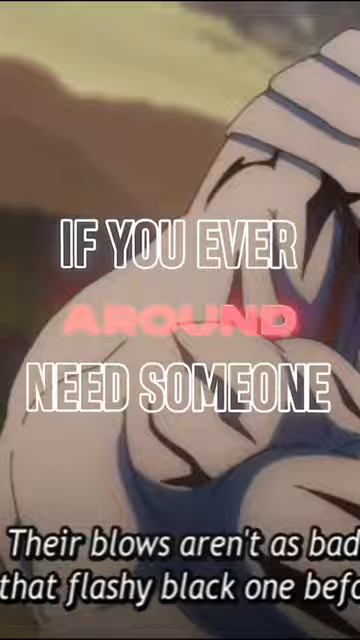 IF YOU EVER
AROUND
NEED SOMEONE
Their blows aren't as bad
that flashy black one befo